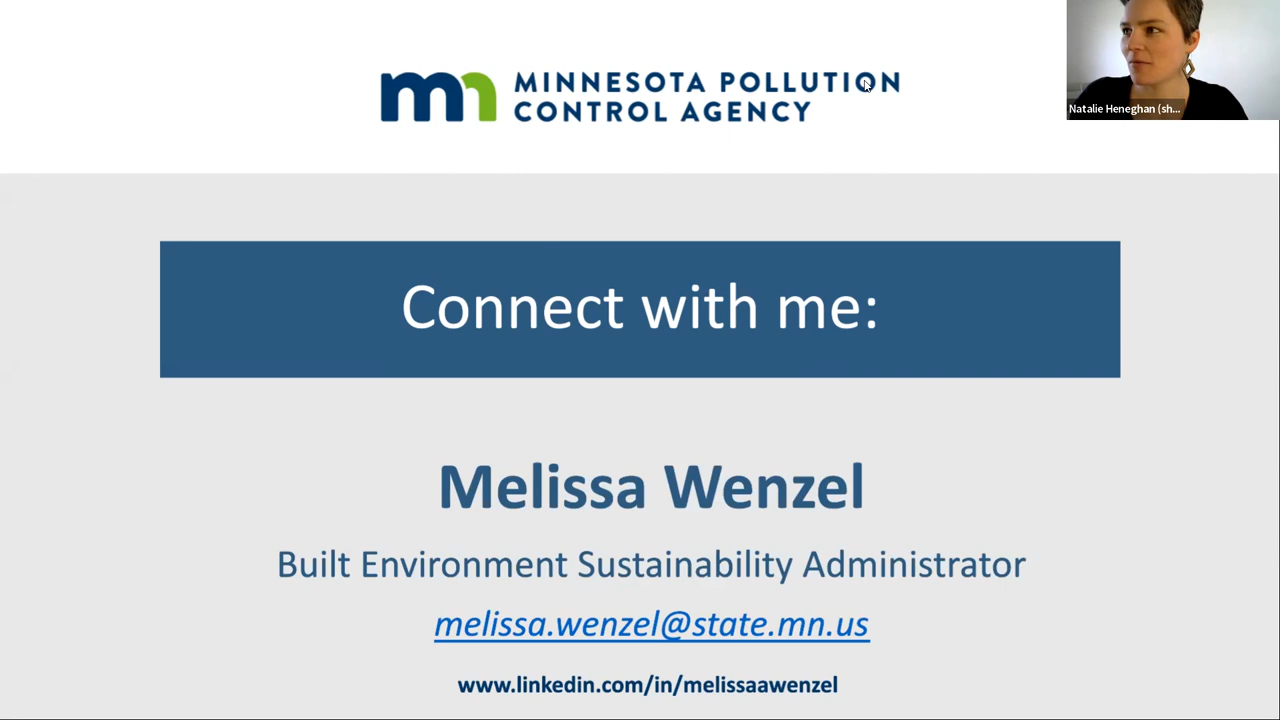 MINNESOTA POLLUTION
CONTROL AGENCY
Natalie Heneghan (sh...
Connect with me:
Melissa Wenzel
Built Environment Sustainability Administrator
melissa.wenzel@state.mn.us
www.linkedin.com/in/melissaawenzel